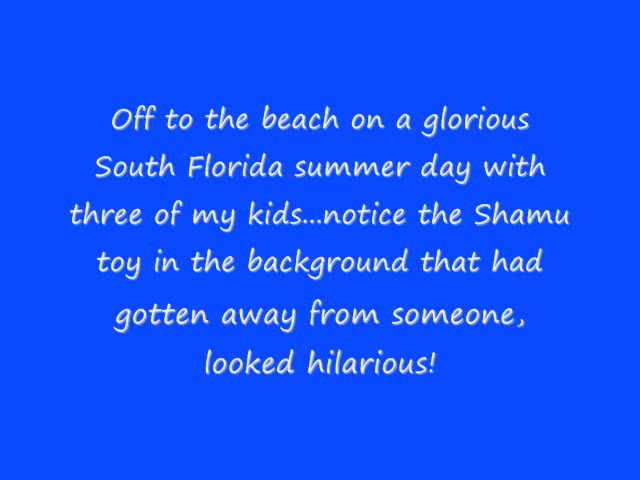 Off to the beach on a glorious
South Florida summer day with
three of my kids...notice the Shamu
toy in the background that had
gotten away from someone,
looked hilarious!